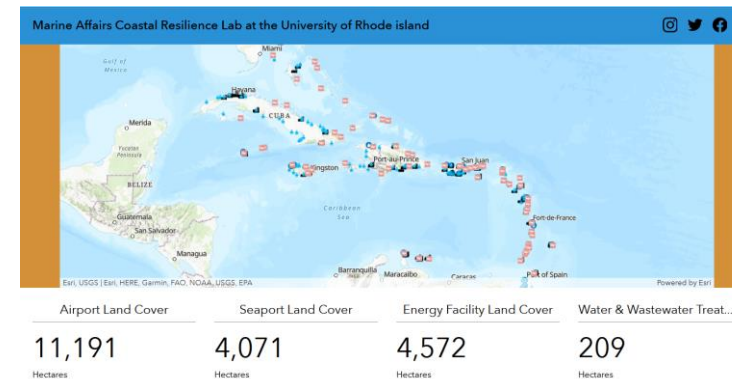 Marine Affairs Coastal Resilience Lab at the University of Rhode island
Gulf of
Mexico
Miami
Havana
CUBA
Merida
Yucatan
Peninsula
BELIZE
Guatemala
San Salvador
Managua
Kingston
Port-au-Prince
San Juan
Caribbean
Sea
Fort-de-France
Barranquilla
Maracaibo
Caracas
Port of Spain
Esri, USGS | Esri, HERE, Garmin, FAO, NOAA, USGS, EPA
Powered by Esri
Airport Land Cover
Seaport Land Cover
Energy Facility Land Cover
Water & Wastewater Treat...
11,191
4,071
4,572
209
Hectares
Hectares
Hectares
Hectares